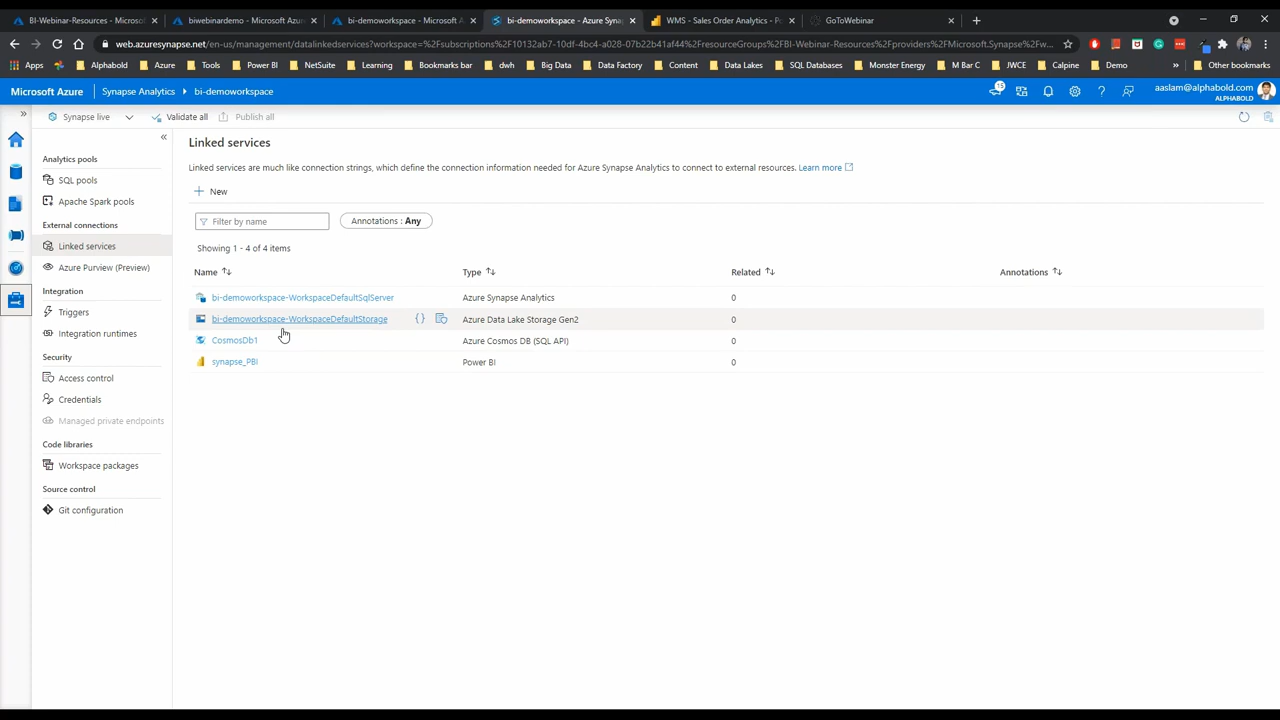 BI-Webinar-Resources - Microsoft
biwebinardemo - Microsoft Azure
bi-demoworkspace - Microsoft A
bi-demoworkspace - Azure Syna
WMS - Sales Order Analytics - Po
GoToWebinar
web.azuresynapse.net/en-us/management/datalinkedservices?workspace=%2Fsubscriptions%2F10132ab7-10df-4bc4-a028-07b22b41af44%2FresourceGroups%2FBI-Webinar-Resources%2Fproviders%2FMicrosoft.Synapse%2Fw...
Apps
Alphabold
Azure
Tools
Power BI
NetSuite
Learning
Bookmarks bar
dwh
Big Data
Data Factory
Content
Data Lakes
SQL Databases
Monster Energy
M Bar C
JWCE
Calpine
Demo
»
Other bookmarks
Microsoft Azure
Synapse Analytics
bi-demoworkspace
15
aaslam@alphabold.com
ALPHABOLD
Synapse live
Validate all
Publish all
Analytics pools
SQL pools
Apache Spark pools
External connections
Linked services
Azure Purview (Preview)
Integration
Triggers
Integration runtimes
Security
Access control
Credentials
Managed private endpoints
Code libraries
Workspace packages
Source control
Git configuration
Linked services
Linked services are much like connection strings, which define the connection information needed for Azure Synapse Analytics to connect to external resources. Learn more
New
Filter by name
Annotations : Any
Showing 1 - 4 of 4 items
Name Type Related Annotations
bi-demoworkspace-WorkspaceDefaultSqlServer Azure Synapse Analytics 0
bi-demoworkspace-WorkspaceDefaultStorage {} Azure Data Lake Storage Gen2 0
CosmosDb1 Azure Cosmos DB (SQL API) 0
synapse_PBI Power BI 0